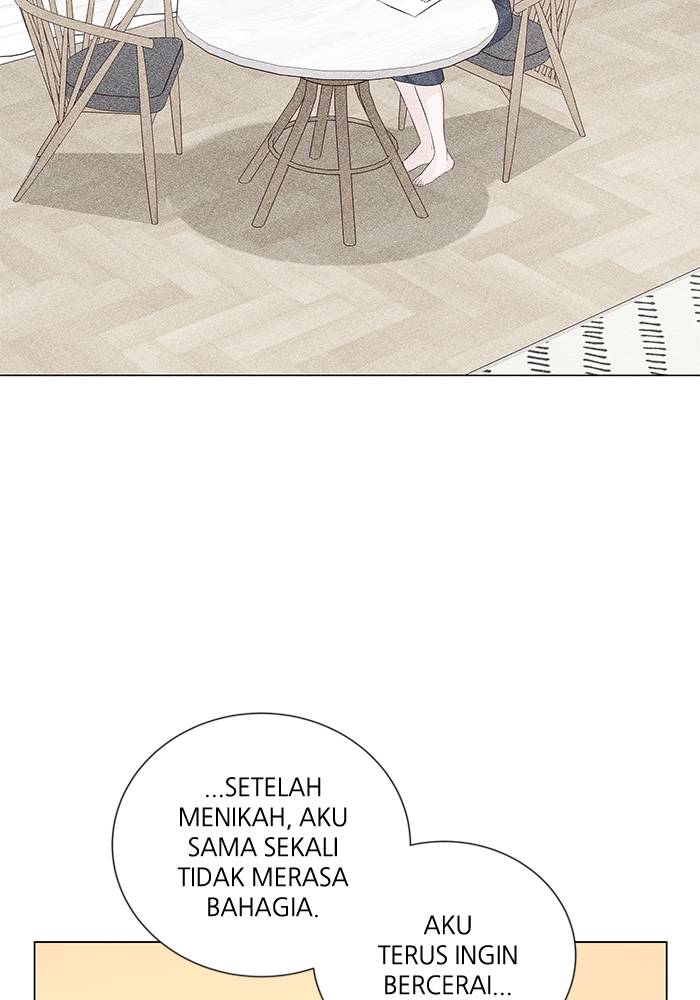 ...SETELAH
MENIKAH, AKU
SAMA SEKALI
TIDAK MERASA
BAHAGIA.
AKU
TERUS INGIN
BERCERAI...